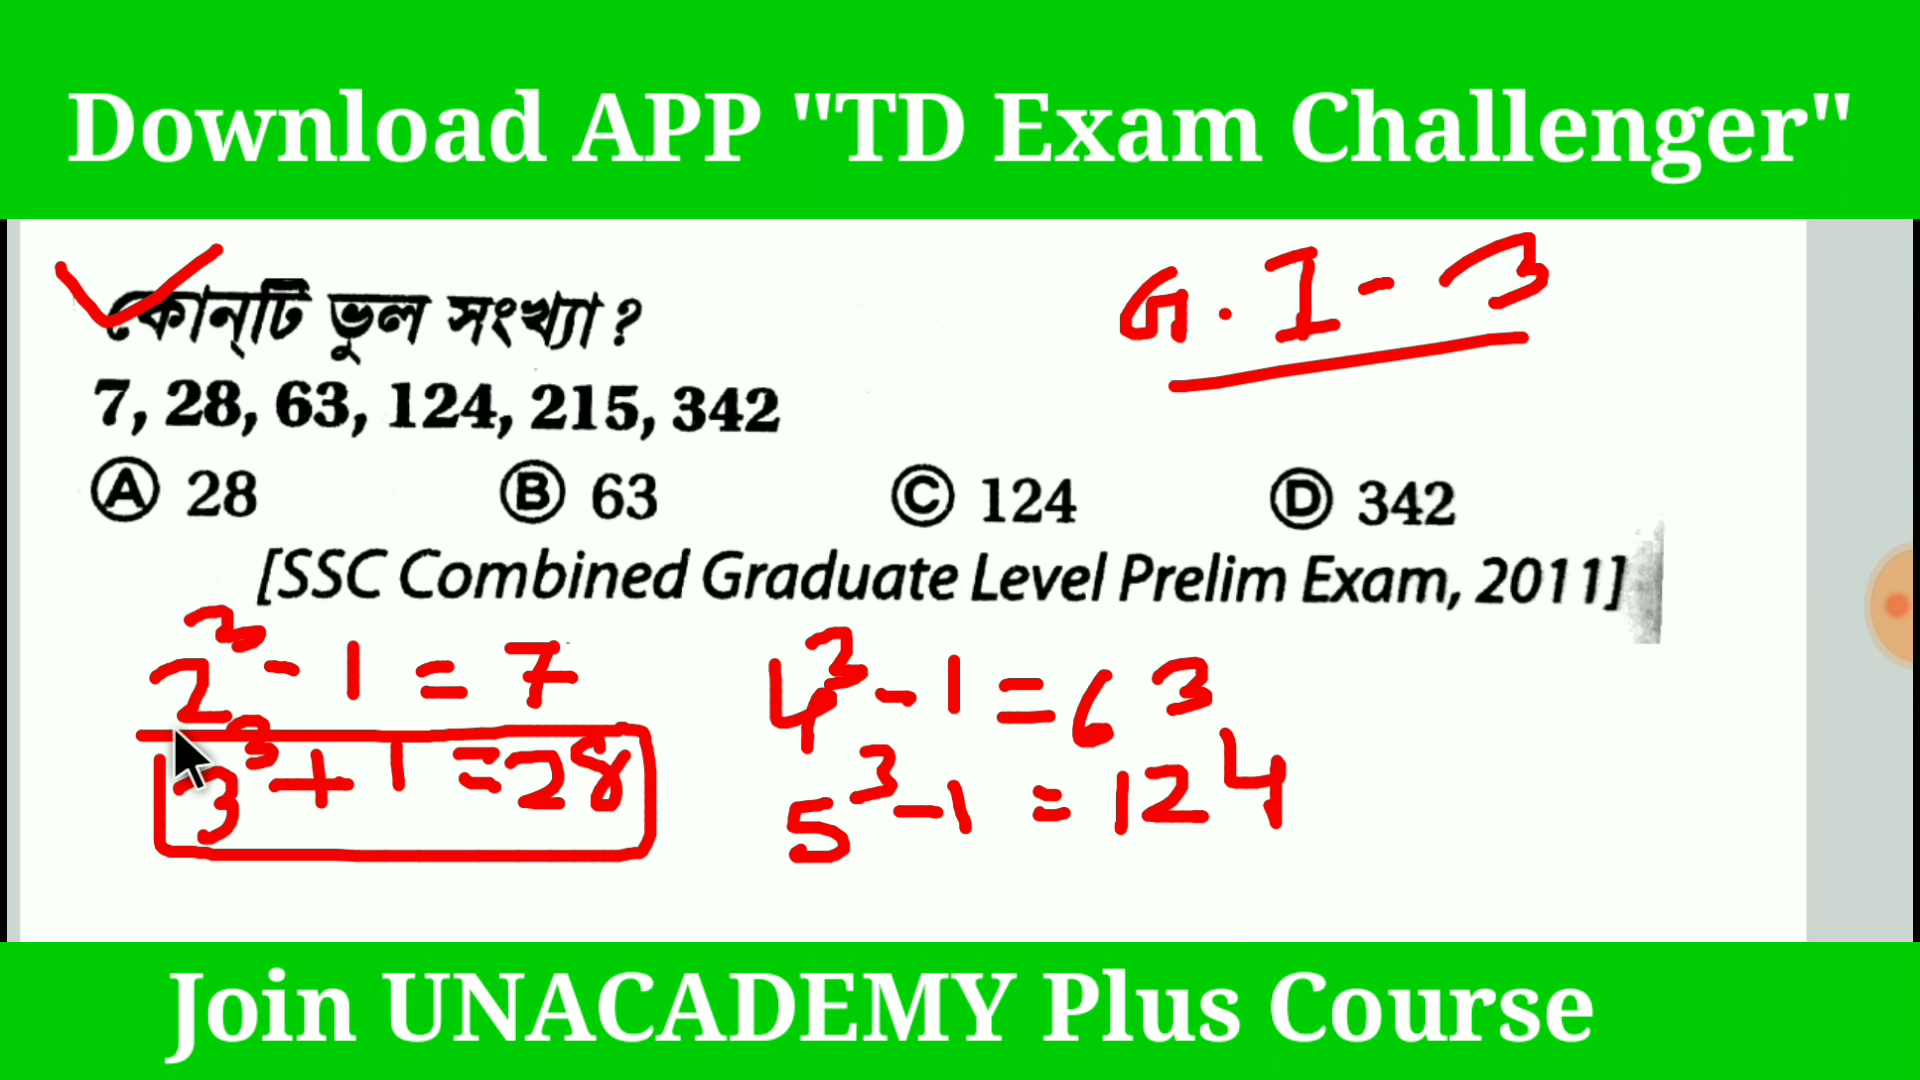 Download APP "TD Exam Challenger"
কোন্‌টি ভুল সংখ্যা ?
G. I - 3
7, 28, 63, 124, 215, 342
Ⓐ 28 Ⓑ 63 Ⓒ 124 Ⓓ 342
[SSC Combined Graduate Level Prelim Exam, 2011]
2³ - 1 = 7 4³ - 1 = 63
3³ + 1 = 28 5³ - 1 = 124
Join UNACADEMY Plus Course